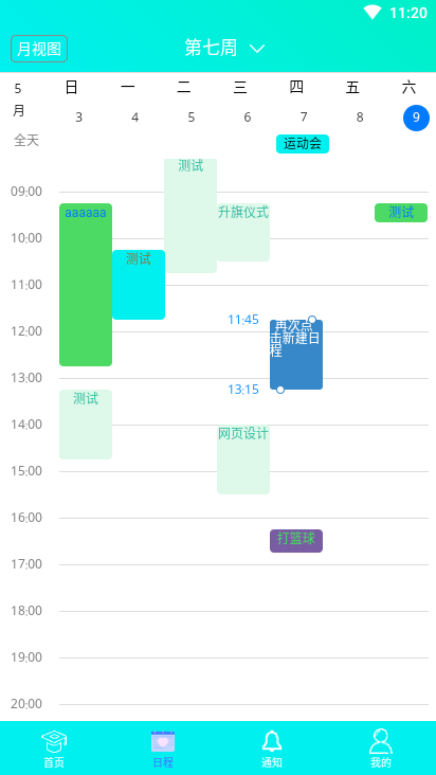 11:20
月视图
第七周
5
月
日 一 二 三 四 五 六
3 4 5 6 7 8 9
全天
运动会
测试
09:00
aaaaaa
升旗仪式
测试
10:00
测试
11:00
11:45
再次点
击新建日
程
12:00
13:00
13:15
测试
14:00
网页设计
15:00
16:00
打篮球
17:00
18:00
19:00
20:00
首页
日程
通知
我的